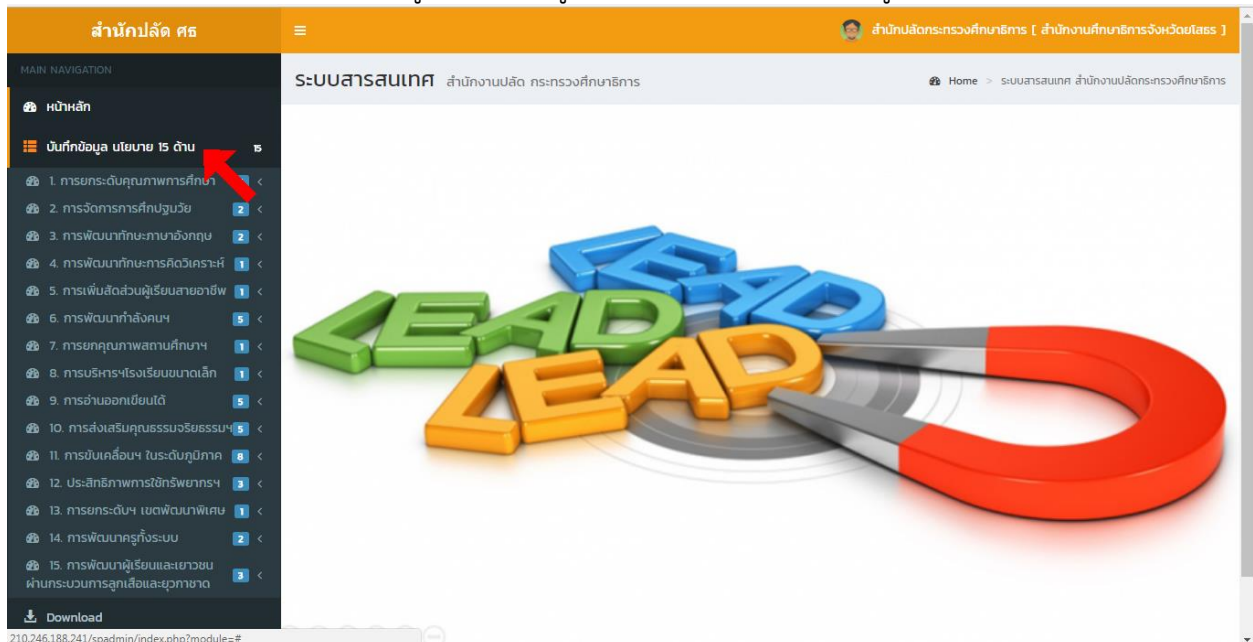 สำนักปลัด ศธ
สำนักปลัดกระทรวงศึกษาธิการ [ สำนักงานศึกษาธิการจังหวัดยโสธร ]
MAIN NAVIGATION
ระบบสารสนเทศ สำนักงานปลัด กระทรวงศึกษาธิการ
Home > ระบบสารสนเทศ สำนักงานปลัดกระทรวงศึกษาธิการ
หน้าหลัก
บันทึกข้อมูล นโยบาย 15 ด้าน 15
1. การยกระดับคุณภาพการศึกษา
2. การจัดการการศึกปฐมวัย 2
3. การพัฒนาทักษะภาษาอังกฤษ 2
4. การพัฒนาทักษะการคิดวิเคราะห์ 1
5. การเพิ่มสัดส่วนผู้เรียนสายอาชีพ 1
6. การพัฒนากำลังคนฯ 5
7. การยกคุณภาพสถานศึกษาฯ 1
8. การบริหารฯโรงเรียนขนาดเล็ก 1
9. การอ่านออกเขียนได้ 5
10. การส่งเสริมคุณธรรมจริยธรรมฯ 5
11. การขับเคลื่อนฯ ในระดับภูมิภาค 8
12. ประสิทธิภาพการใช้ทรัพยากรฯ 3
13. การยกระดับฯ เขตพัฒนาพิเศษ 1
14. การพัฒนาครูทั้งระบบ 2
15. การพัฒนาผู้เรียนและเยาวชน
ผ่านกระบวนการลูกเสือและยุวกาชาด 3
Download
210.246.188.241/spadmin/index.php?module=#
LEAD
LEAD
LEAD